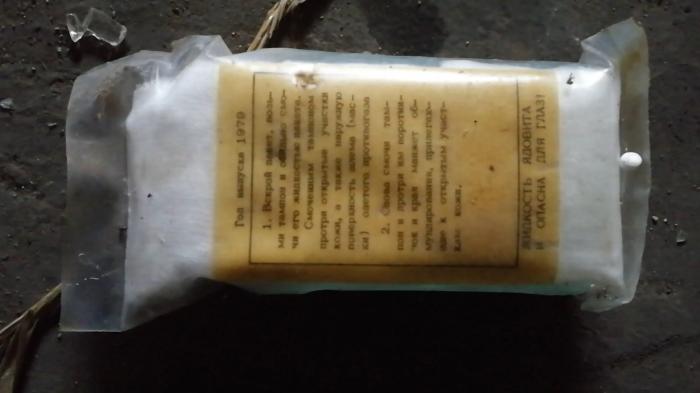 Год выпуска 1979
1. Вскрой пакет, возь-
ми тампон и обильно смо-
чи его жидкостью пакета.
Смоченным тампоном
протри открытые участки
кожи, а также наружную
поверхность шлема (мас-
ки) одетого противогаза
2. Снова смочи там-
пон и протри им воротни-
чок и края манжет об-
мундирования, прилегаю-
щие к открытым участ-
кам кожи.
ЖИДКОСТЬ ЯДОВИТА
И ОПАСНА ДЛЯ ГЛАЗ!